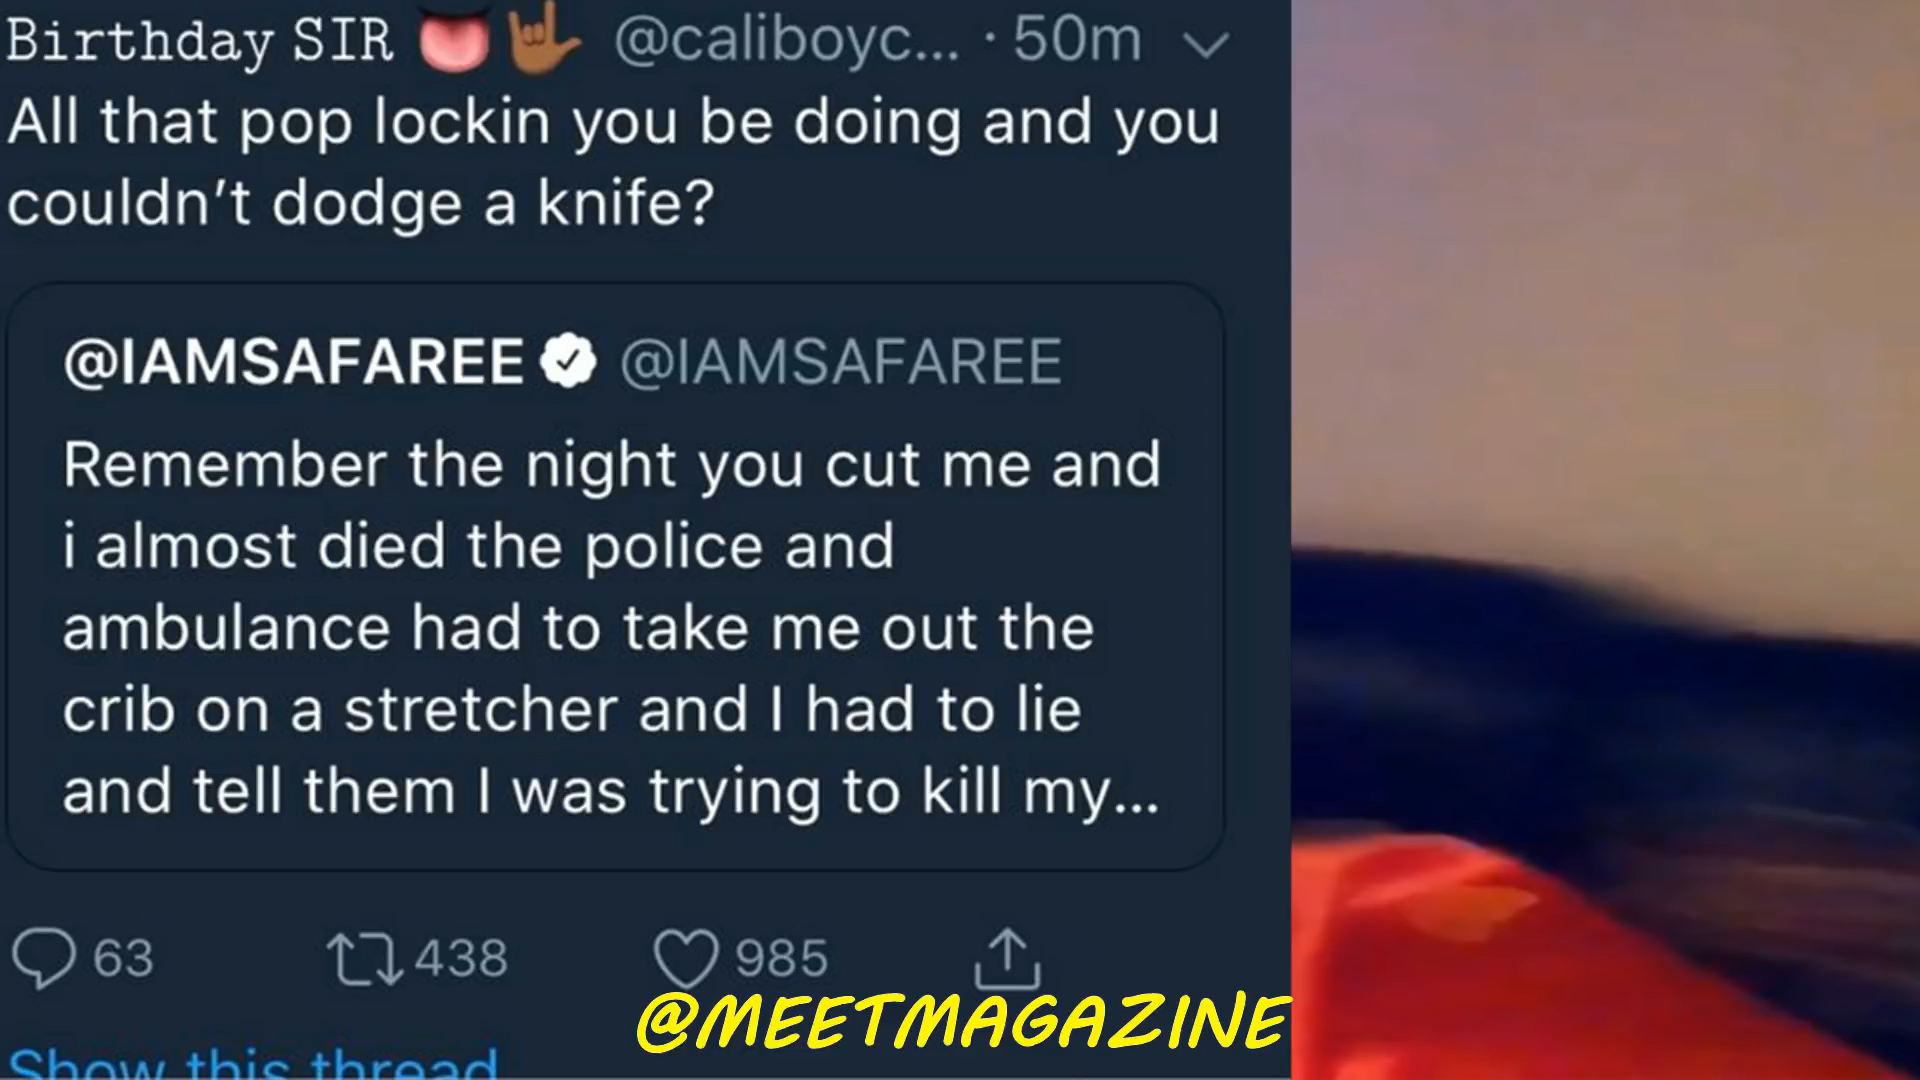 Birthday SIR 👅🤟🏾 @caliboyc... · 50m
All that pop lockin you be doing and you
couldn't dodge a knife?
@IAMSAFAREE @IAMSAFAREE
Remember the night you cut me and
i almost died the police and
ambulance had to take me out the
crib on a stretcher and I had to lie
and tell them I was trying to kill my...
63 438 985
@MEETMAGAZINE
Show this thread